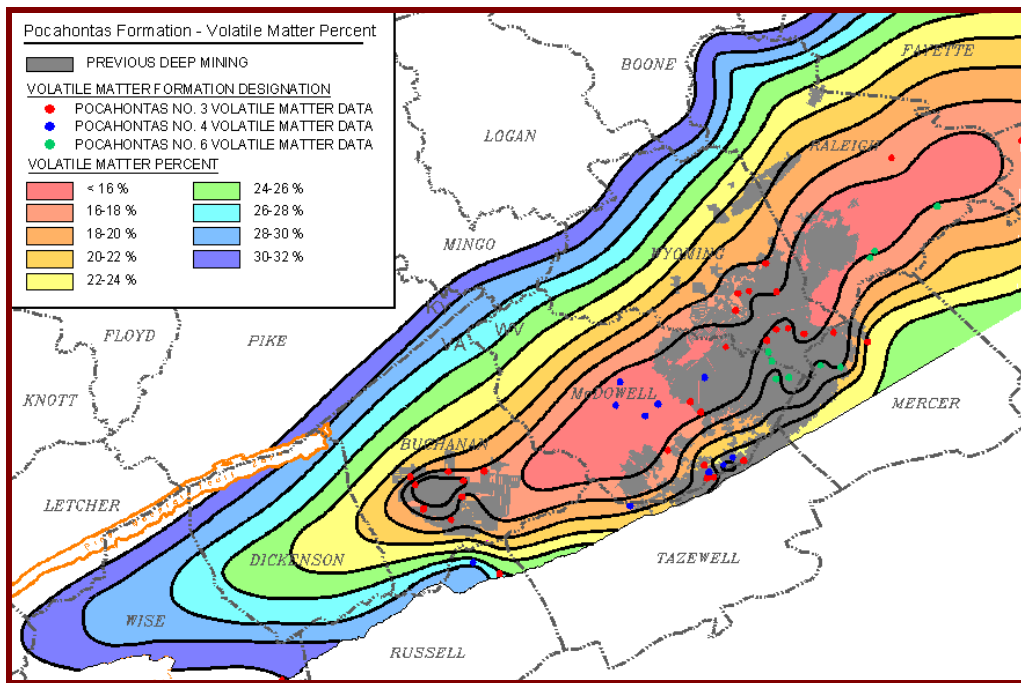 Pocahontas Formation - Volatile Matter Percent
PREVIOUS DEEP MINING
VOLATILE MATTER FORMATION DESIGNATION
POCAHONTAS NO. 3 VOLATILE MATTER DATA
POCAHONTAS NO. 4 VOLATILE MATTER DATA
POCAHONTAS NO. 6 VOLATILE MATTER DATA
VOLATILE MATTER PERCENT
< 16 %
16-18 %
18-20 %
20-22 %
22-24 %
24-26 %
26-28 %
28-30 %
30-32 %
BOONE
FAYETTE
LOGAN
RALEIGH
MINGO
WYOMING
KY
WV
VA
FLOYD
PIKE
KNOTT
McDOWELL
MERCER
BUCHANAN
LETCHER
DICKENSON
TAZEWELL
WISE
RUSSELL